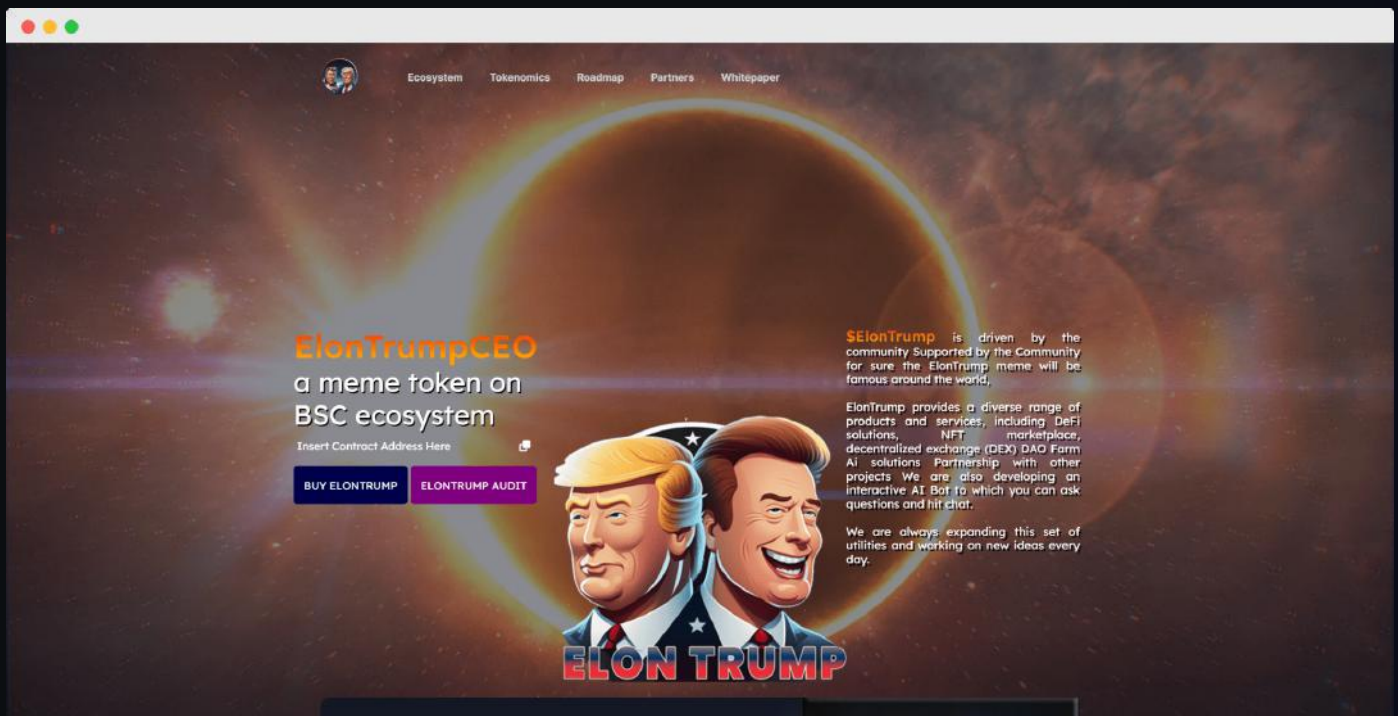 Ecosystem Tokenomics Roadmap Partners Whitepaper
ElonTrumpCEO
a meme token on
BSC ecosystem
Insert Contract Address Here
BUY ELONTRUMP ELONTRUMP AUDIT
$ElonTrump is driven by the
community Supported by the Community
for sure the ElonTrump meme will be
famous around the world,
ElonTrump provides a diverse range of
products and services, including DeFi
solutions, NFT marketplace,
decentralized exchange (DEX) DAO Farm
Ai solutions Partnership with other
projects We are also developing an
interactive AI Bot to which you can ask
questions and hit chat.
We are always expanding this set of
utilities and working on new ideas every
day.
ELON TRUMP